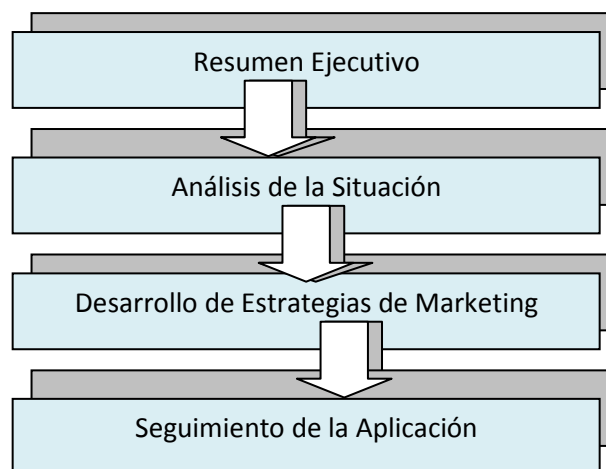 Resumen Ejecutivo
Análisis de la Situación
Desarrollo de Estrategias de Marketing
Seguimiento de la Aplicación